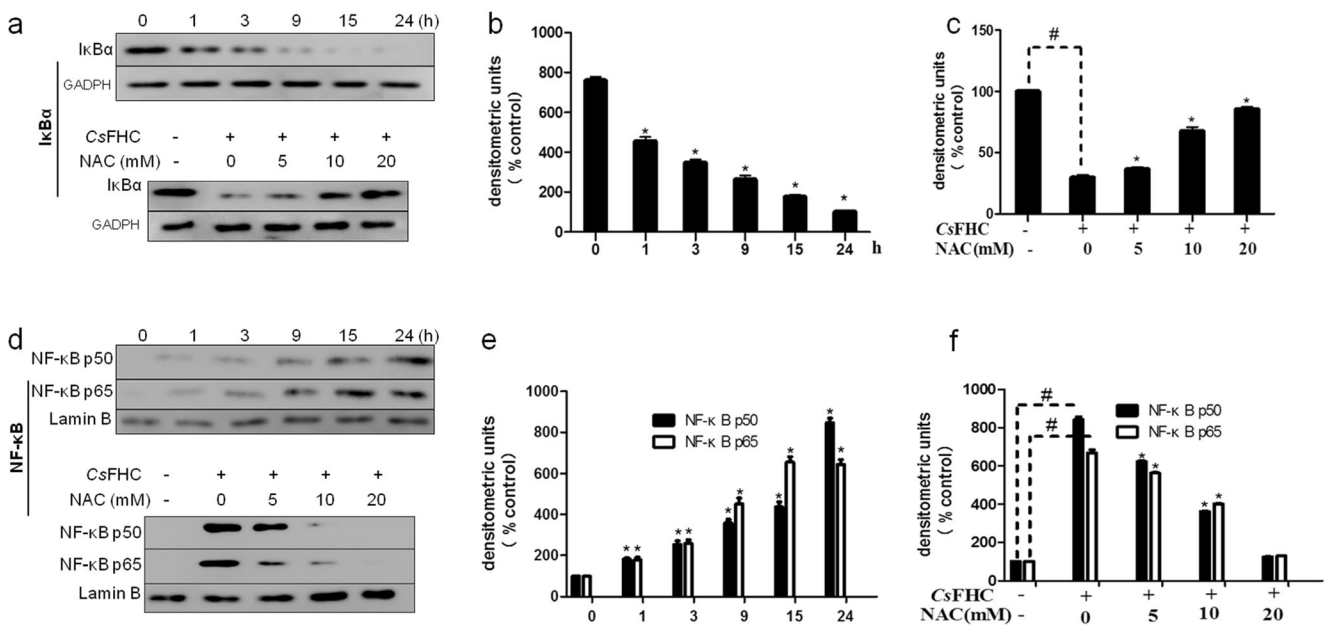 a
0 1 3 9 15 24 (h)
IκBα
GADPH
IκBα
CsFHC - + + + +
NAC (mM) - 0 5 10 20
IκBα
GADPH
b
densitometric units
( % control)
1000
800
600
400
200
0
* * * * *
0 1 3 9 15 24 h
c
densitometric units
( % control)
150
100
50
0
#
* * *
CsFHC - + + + +
NAC(mM) - 0 5 10 20
d
0 1 3 9 15 24 (h)
NF-κB p50
NF-κB p65
Lamin B
NF-κB
CsFHC - + + + +
NAC (mM) - 0 5 10 20
NF-κB p50
NF-κB p65
Lamin B
e
densitometric units
( % control)
1000
800
600
400
200
0
NF-κ B p50
NF-κ B p65
* * * * * * * * * *
0 1 3 9 15 24
f
densitometric units
( % control)
1000
800
600
400
200
0
#
#
NF-κ B p50
NF-κ B p65
* * * *
CsFHC - + + + +
NAC(mM) - 0 5 10 20